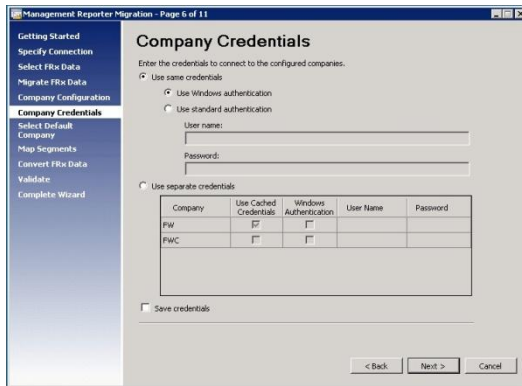 Management Reporter Migration - Page 6 of 11
Getting Started
Specify Connection
Select FRx Data
Migrate FRx Data
Company Configuration
Company Credentials
Select Default
Company
Map Segments
Convert FRx Data
Validate
Complete Wizard
Company Credentials
Enter the credentials to connect to the configured companies.
Use same credentials
Use Windows authentication
Use standard authentication
User name:
Password:
Use separate credentials
Company Use Cached Credentials Windows Authentication User Name Password
FW
FWC
Save credentials
< Back Next > Cancel